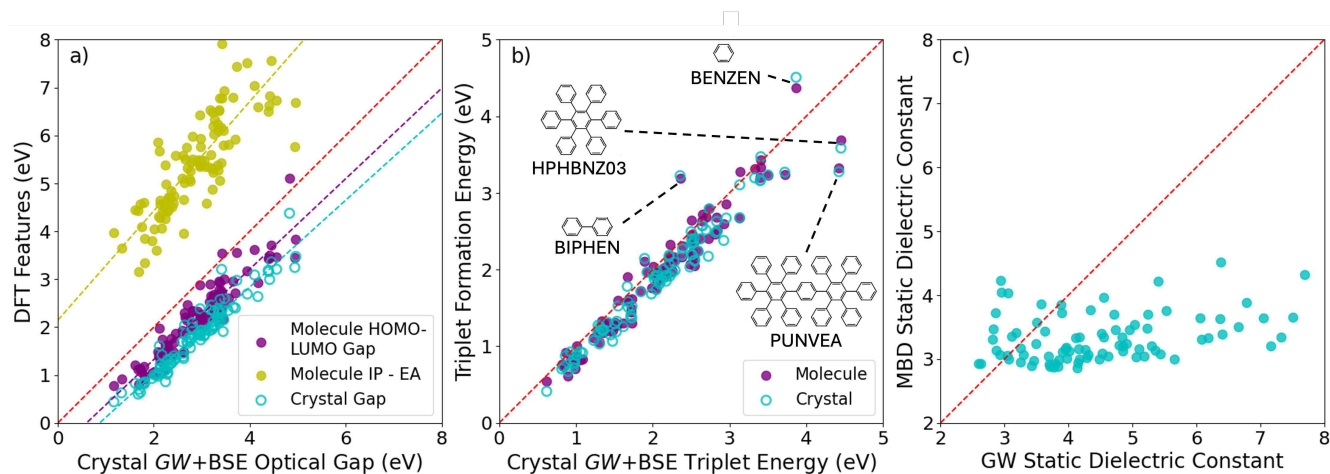 a)
DFT Features (eV)
8
7
6
5
4
3
2
1
0
0
2
4
6
8
Crystal GW+BSE Optical Gap (eV)
Molecule HOMO-
LUMO Gap
Molecule IP - EA
Crystal Gap
b)
Triplet Formation Energy (eV)
5
4
3
2
1
0
0
1
2
3
4
5
Crystal GW+BSE Triplet Energy (eV)
BENZEN
HPHBNZ03
BIPHEN
PUNVEA
Molecule
Crystal
c)
MBD Static Dielectric Constant
8
7
6
5
4
3
2
2
3
4
5
6
7
8
GW Static Dielectric Constant